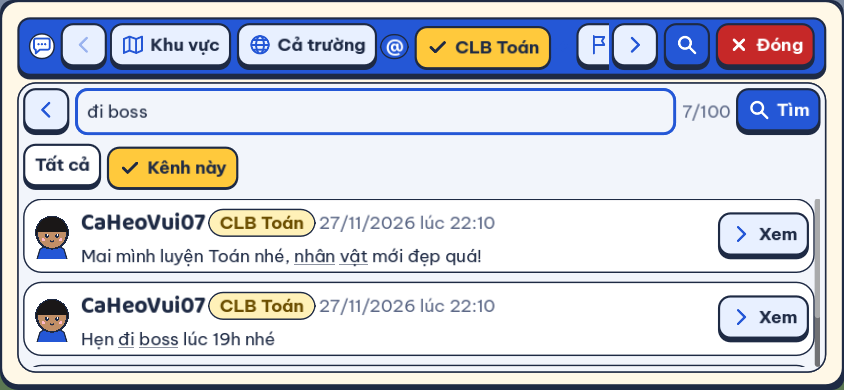 Khu vực Cả trường @ CLB Toán Đóng
đi boss 7/100 Tìm
Tất cả Kênh này
CaHeoVui07 CLB Toán 27/11/2026 lúc 22:10
Mai mình luyện Toán nhé, nhân vật mới đẹp quá!
Xem
CaHeoVui07 CLB Toán 27/11/2026 lúc 22:10
Hẹn đi boss lúc 19h nhé
Xem